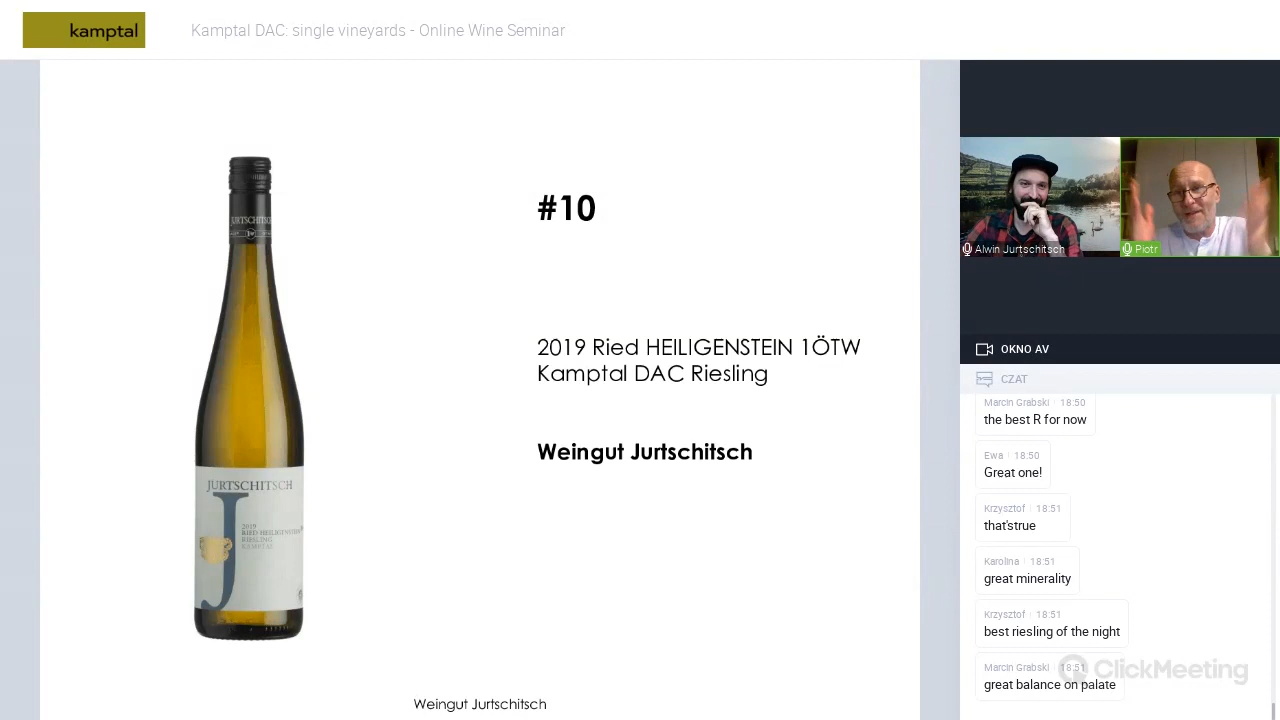 kamptal
Kamptal DAC: single vineyards - Online Wine Seminar
JURTSCHITSCH
#10
2019 Ried HEILIGENSTEIN 1ÖTW
Kamptal DAC Riesling
Weingut Jurtschitsch
JURTSCHITSCH
J
2019
RIED HEILIGENSTEIN
RIESLING
KAMPTAL
Weingut Jurtschitsch
Alwin Jurtschitsch
Piotr
OKNO AV
CZAT
Marcin Grabski 18:50
the best R for now
Ewa 18:50
Great one!
Krzysztof 18:51
that'strue
Karolina 18:51
great minerality
Krzysztof 18:51
best riesling of the night
Marcin Grabski 18:51
great balance on palate
ClickMeeting